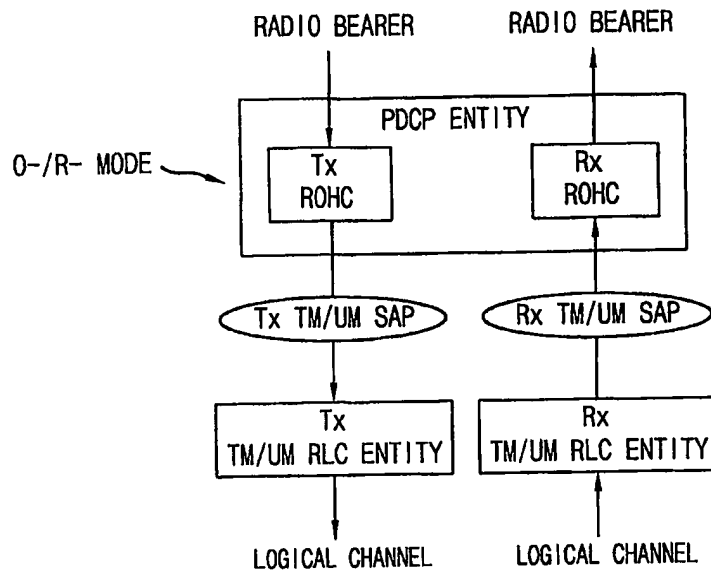 RADIO BEARER
RADIO BEARER
PDCP ENTITY
O-/R- MODE
Tx
ROHC
Rx
ROHC
Tx TM/UM SAP
Rx TM/UM SAP
Tx
TM/UM RLC ENTITY
Rx
TM/UM RLC ENTITY
LOGICAL CHANNEL
LOGICAL CHANNEL